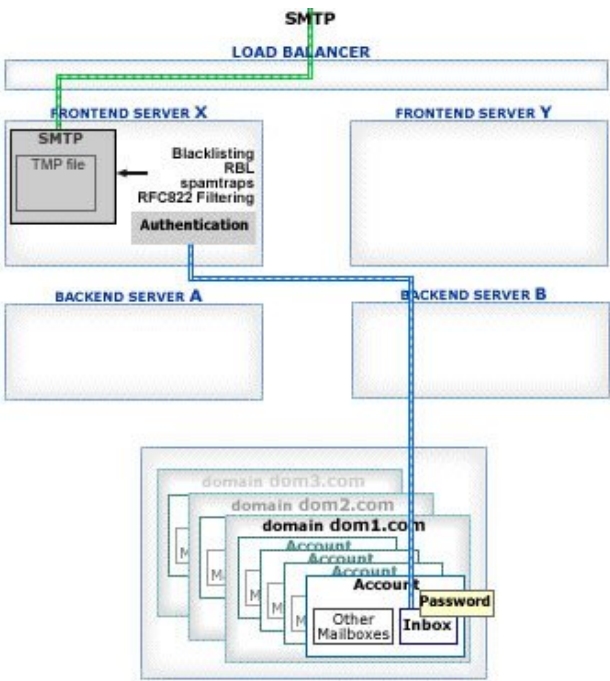 SMTP
LOAD BALANCER
FRONTEND SERVER X
FRONTEND SERVER Y
SMTP
TMP file
Blacklisting
RBL
spamtraps
RFC822 Filtering
Authentication
BACKEND SERVER A
BACKEND SERVER B
domain dom3.com
domain dom2.com
domain dom1.com
Account
Account
Account
Account
Password
M
M
M
M
M
Other
Mailboxes
Inbox